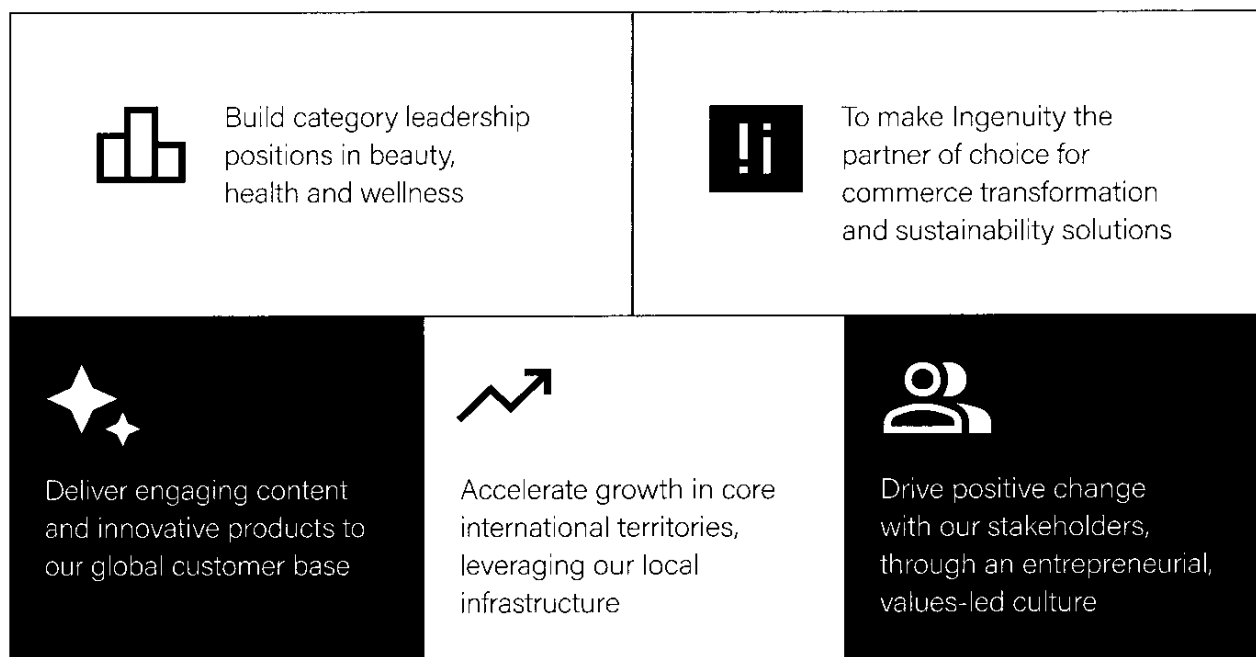 Build category leadership
positions in beauty,
health and wellness
To make Ingenuity the
partner of choice for
commerce transformation
and sustainability solutions
Deliver engaging content
and innovative products to
our global customer base
Accelerate growth in core
international territories,
leveraging our local
infrastructure
Drive positive change
with our stakeholders,
through an entrepreneurial,
values-led culture